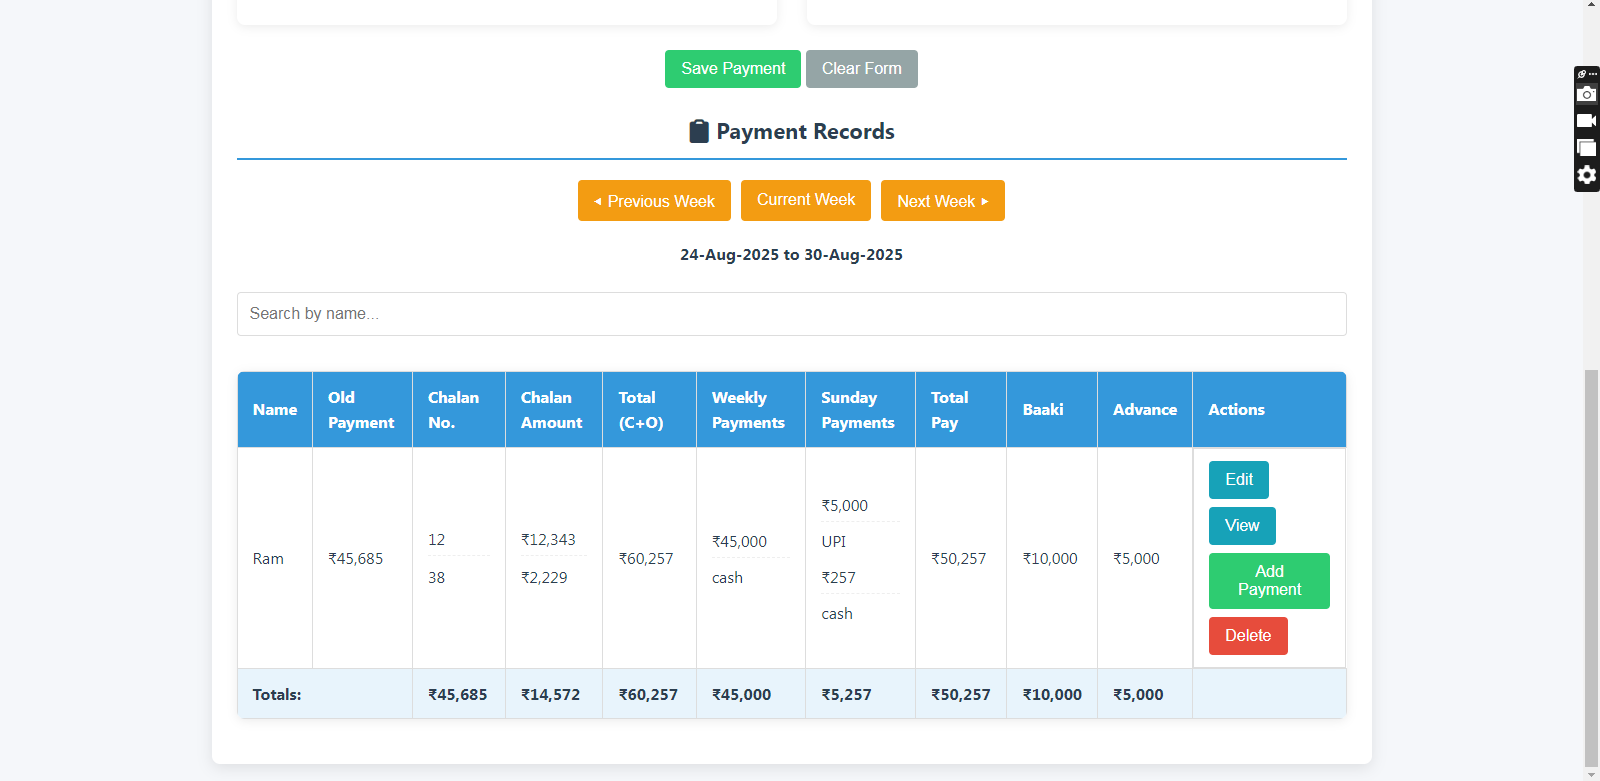 Save Payment
Clear Form
Payment Records
Previous Week
Current Week
Next Week
24-Aug-2025 to 30-Aug-2025
Search by name...
Name
Old Payment
Chalan No.
Chalan Amount
Total (C+O)
Weekly Payments
Sunday Payments
Total Pay
Baaki
Advance
Actions
Ram
₹45,685
12
38
₹12,343
₹2,229
₹60,257
₹45,000
cash
₹5,000
UPI
₹257
cash
₹50,257
₹10,000
₹5,000
Edit
View
Add Payment
Delete
Totals:
₹45,685
₹14,572
₹60,257
₹45,000
₹5,257
₹50,257
₹10,000
₹5,000